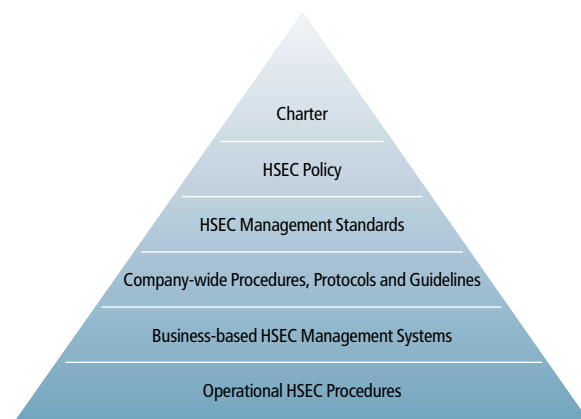 Charter
HSEC Policy
HSEC Management Standards
Company-wide Procedures, Protocols and Guidelines
Business-based HSEC Management Systems
Operational HSEC Procedures